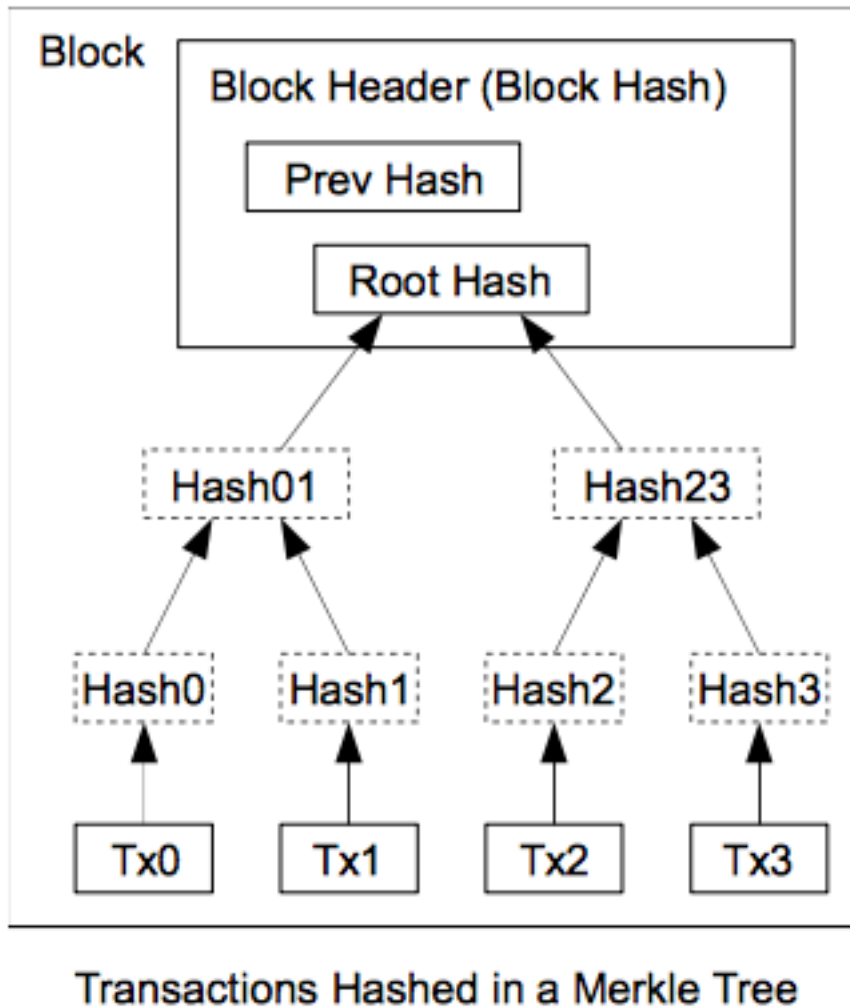 Block
Block Header (Block Hash)
Prev Hash
Root Hash
Hash01 Hash23
Hash0 Hash1 Hash2 Hash3
Tx0 Tx1 Tx2 Tx3
Transactions Hashed in a Merkle Tree